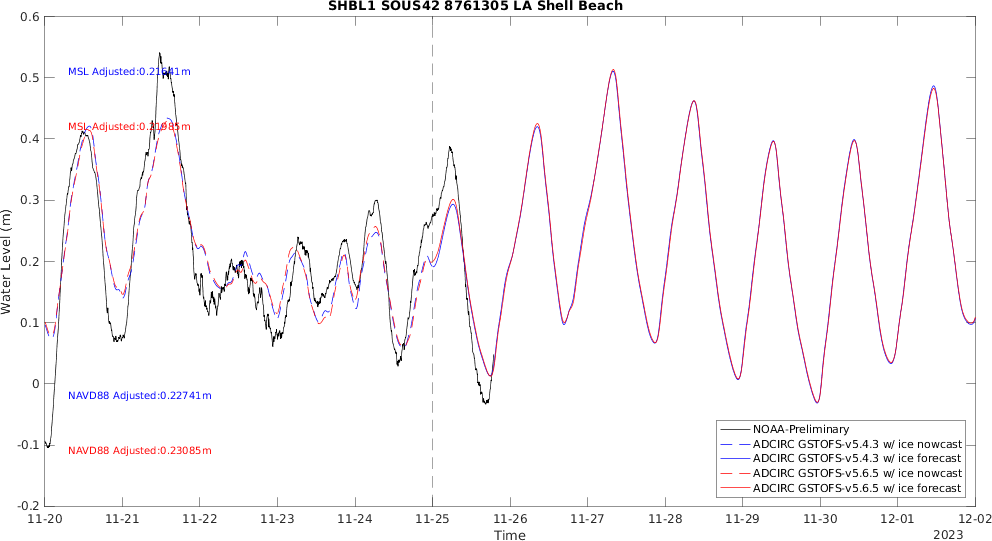 SHBL1 SOUS42 8761305 LA Shell Beach
0.6
0.5
0.4
0.3
0.2
0.1
0
-0.1
-0.2
Water Level (m)
MSL Adjusted:0.21641m
NAVD88 Adjusted:0.22741m
NAVD88 Adjusted:0.23085m
NOAA-Preliminary
ADCIRC GSTOFS-v5.4.3 w/ ice nowcast
ADCIRC GSTOFS-v5.4.3 w/ ice forecast
ADCIRC GSTOFS-v5.6.5 w/ ice nowcast
ADCIRC GSTOFS-v5.6.5 w/ ice forecast
11-20 11-21 11-22 11-23 11-24 11-25 11-26 11-27 11-28 11-29 11-30 12-01 12-02
Time
2023